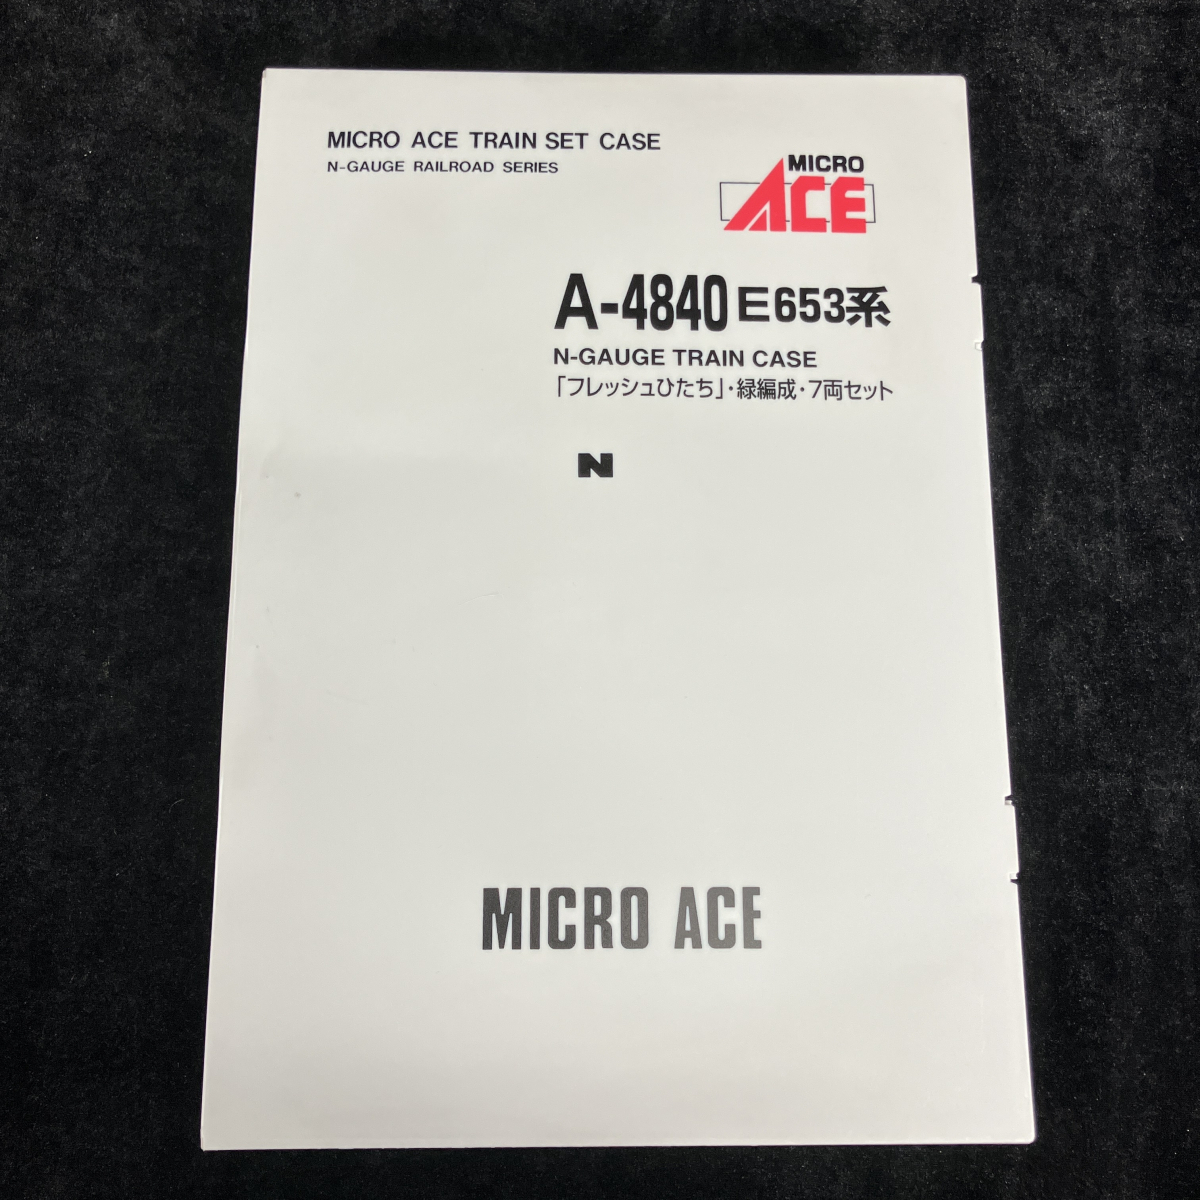 MICRO ACE TRAIN SET CASE
N-GAUGE RAILROAD SERIES
MICRO
ACE
A-4840 E653系
N-GAUGE TRAIN CASE
「フレッシュひたち」・緑編成・7両セット
N
MICRO ACE